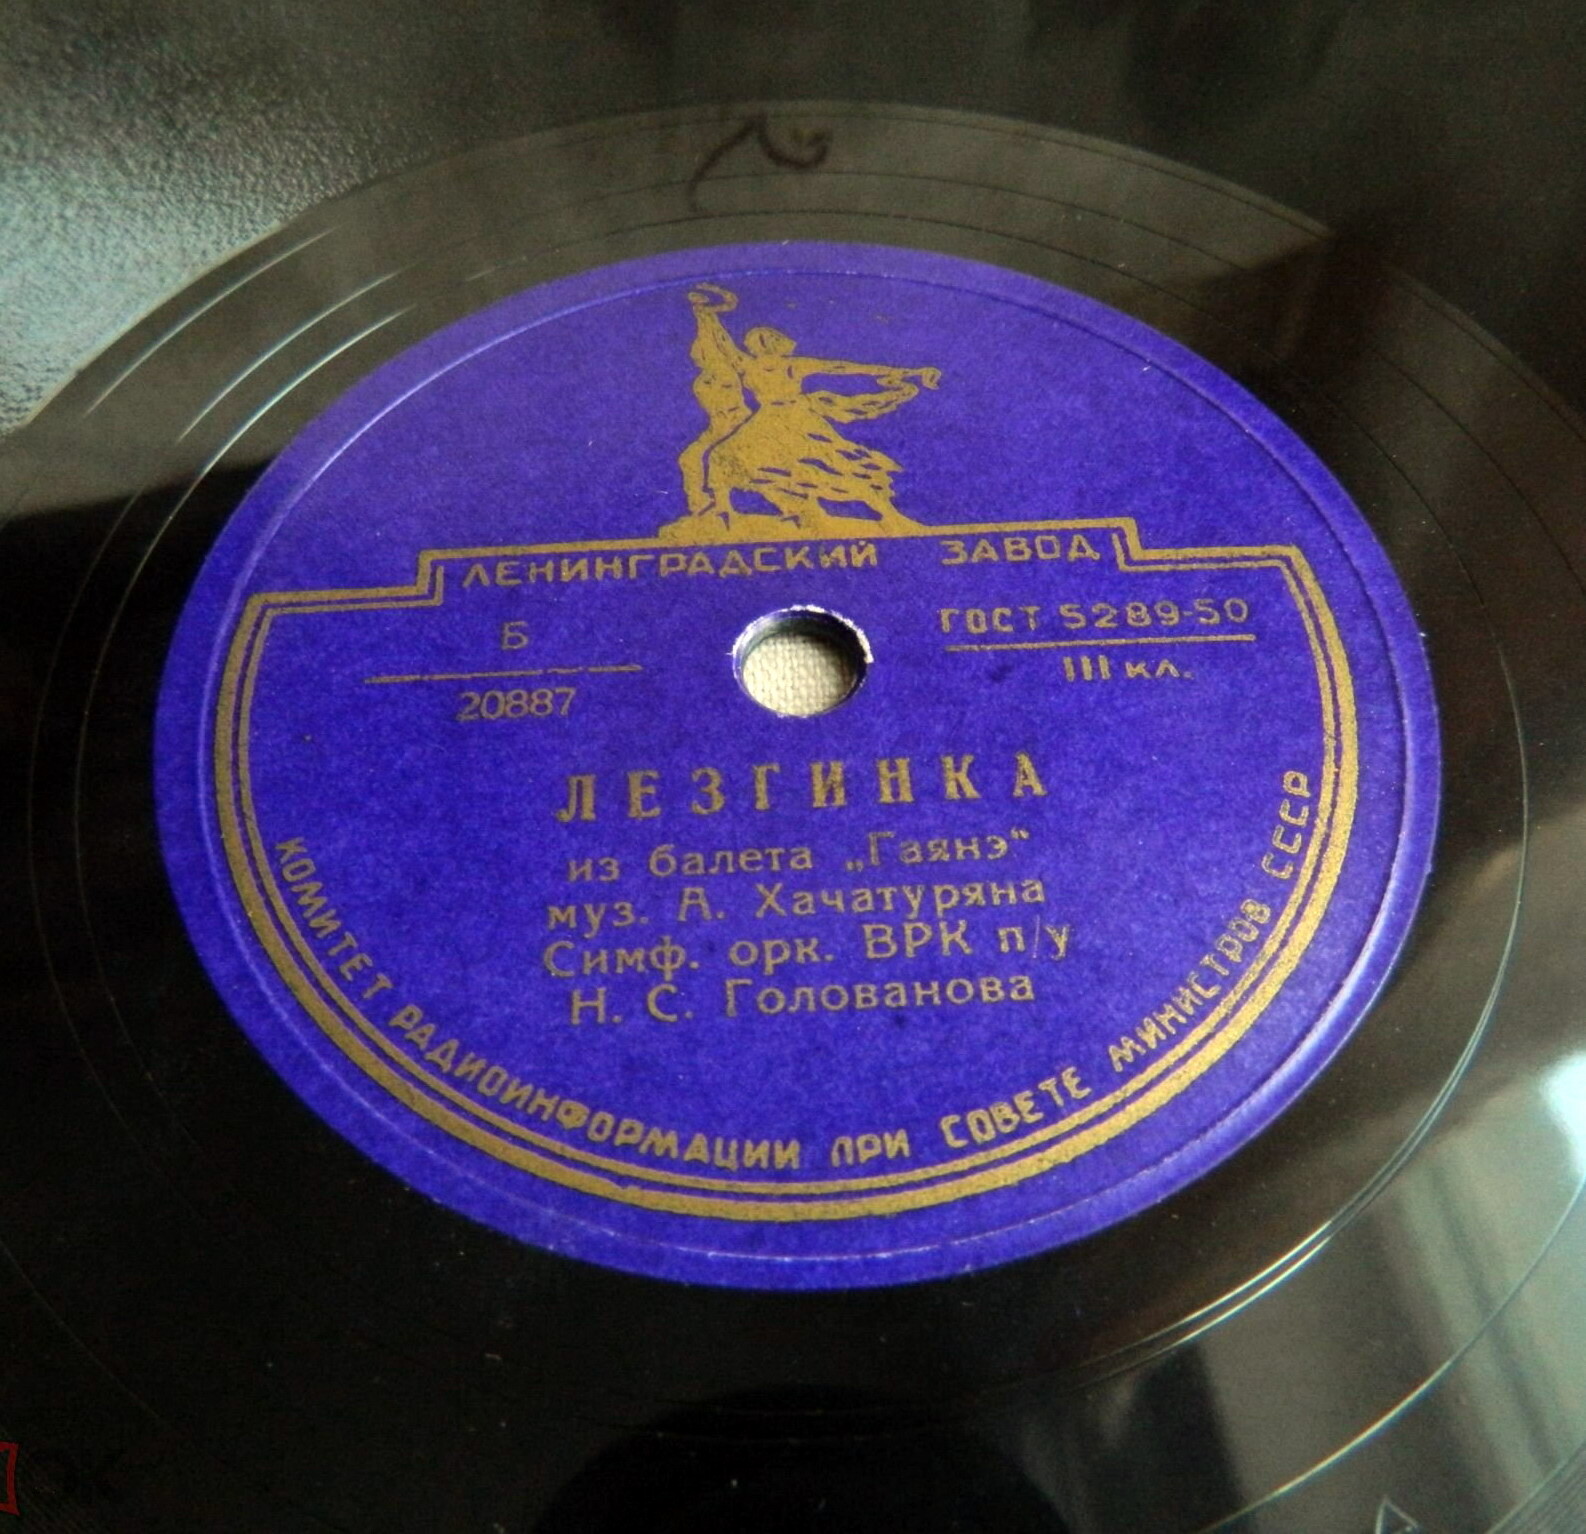 ЛЕНИНГРАДСКИЙ ЗАВОД
Б
20887
ГОСТ 5289-50
III кл.
ЛЕЗГИНКА
из балета „Гаянэ“
муз. А. Хачатуряна
Симф. орк. ВРК п/у
Н. С. Голованова
КОМИТЕТ РАДИОИНФОРМАЦИИ ПРИ СОВЕТЕ МИНИСТРОВ СССР